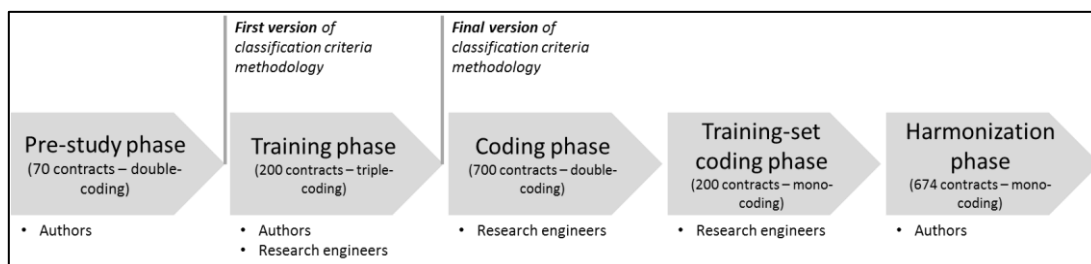 First version of
classification criteria
methodology
Final version of
classification criteria
methodology
Pre-study phase
(70 contracts – double-
coding)
Training phase
(200 contracts – triple-
coding)
Coding phase
(700 contracts – double-
coding)
Training-set
coding phase
(200 contracts – mono-
coding)
Harmonization
phase
(674 contracts – mono-
coding)
• Authors
• Authors
• Research engineers
• Research engineers
• Research engineers
• Authors